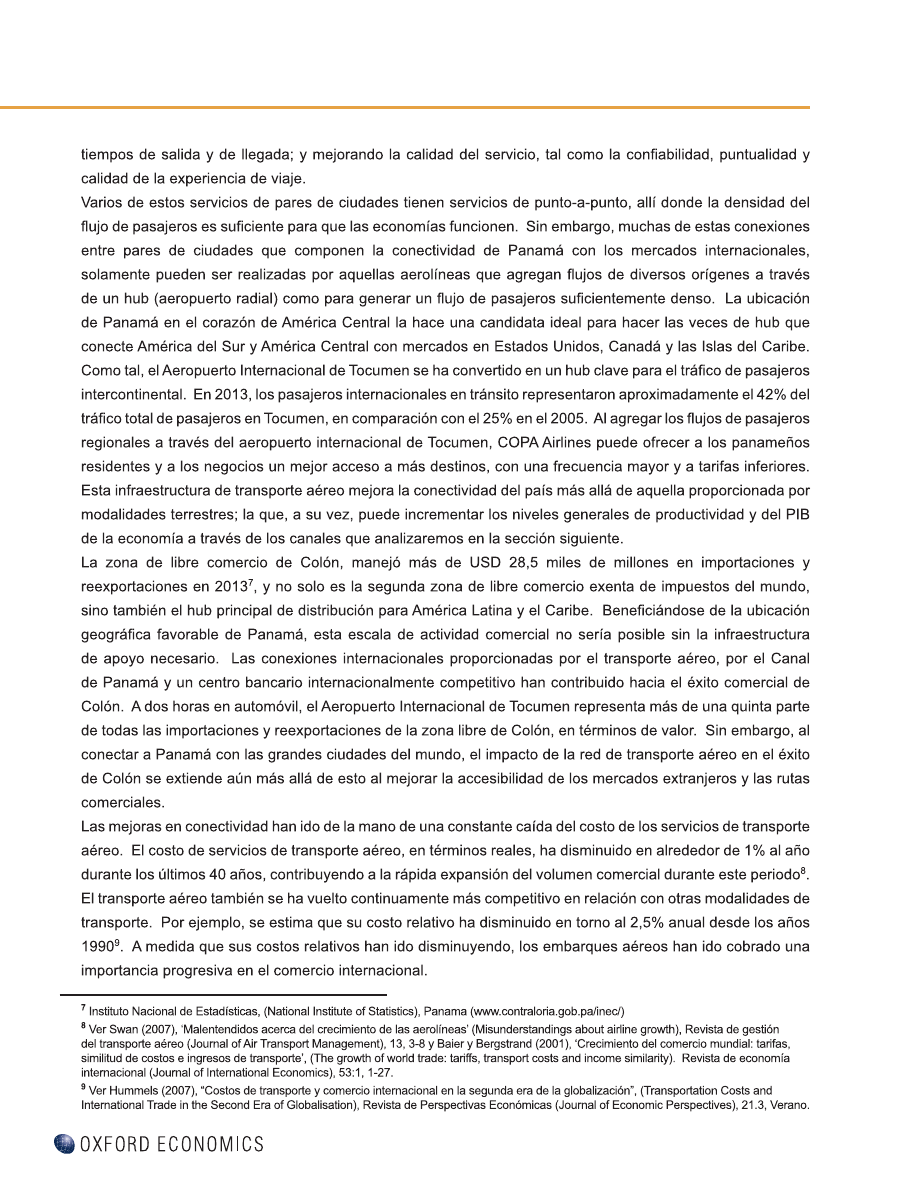 tiempos de salida y de llegada; y mejorando la calidad del servicio, tal como la confiabilidad, puntualidad y
calidad de la experiencia de viaje.
Varios de estos servicios de pares de ciudades tienen servicios de punto-a-punto, allí donde la densidad del
flujo de pasajeros es suficiente para que las economías funcionen.  Sin embargo, muchas de estas conexiones
entre pares de ciudades que componen la conectividad de Panamá con los mercados internacionales,
solamente pueden ser realizadas por aquellas aerolíneas que agregan flujos de diversos orígenes a través
de un hub (aeropuerto radial) como para generar un flujo de pasajeros suficientemente denso.  La ubicación
de Panamá en el corazón de América Central la hace una candidata ideal para hacer las veces de hub que
conecte América del Sur y América Central con mercados en Estados Unidos, Canadá y las Islas del Caribe.
Como tal, el Aeropuerto Internacional de Tocumen se ha convertido en un hub clave para el tráfico de pasajeros
intercontinental.  En 2013, los pasajeros internacionales en tránsito representaron aproximadamente el 42% del
tráfico total de pasajeros en Tocumen, en comparación con el 25% en el 2005.  Al agregar los flujos de pasajeros
regionales a través del aeropuerto internacional de Tocumen, COPA Airlines puede ofrecer a los panameños
residentes y a los negocios un mejor acceso a más destinos, con una frecuencia mayor y a tarifas inferiores.
Esta infraestructura de transporte aéreo mejora la conectividad del país más allá de aquella proporcionada por
modalidades terrestres; la que, a su vez, puede incrementar los niveles generales de productividad y del PIB
de la economía a través de los canales que analizaremos en la sección siguiente.
La zona de libre comercio de Colón, manejó más de USD 28,5 miles de millones en importaciones y
reexportaciones en 2013⁷, y no solo es la segunda zona de libre comercio exenta de impuestos del mundo,
sino también el hub principal de distribución para América Latina y el Caribe.  Beneficiándose de la ubicación
geográfica favorable de Panamá, esta escala de actividad comercial no sería posible sin la infraestructura
de apoyo necesario.  Las conexiones internacionales proporcionadas por el transporte aéreo, por el Canal
de Panamá y un centro bancario internacionalmente competitivo han contribuido hacia el éxito comercial de
Colón.  A dos horas en automóvil, el Aeropuerto Internacional de Tocumen representa más de una quinta parte
de todas las importaciones y reexportaciones de la zona libre de Colón, en términos de valor.  Sin embargo, al
conectar a Panamá con las grandes ciudades del mundo, el impacto de la red de transporte aéreo en el éxito
de Colón se extiende aún más allá de esto al mejorar la accesibilidad de los mercados extranjeros y las rutas
comerciales.
Las mejoras en conectividad han ido de la mano de una constante caída del costo de los servicios de transporte
aéreo.  El costo de servicios de transporte aéreo, en términos reales, ha disminuido en alrededor de 1% al año
durante los últimos 40 años, contribuyendo a la rápida expansión del volumen comercial durante este periodo⁸.
El transporte aéreo también se ha vuelto continuamente más competitivo en relación con otras modalidades de
transporte.  Por ejemplo, se estima que su costo relativo ha disminuido en torno al 2,5% anual desde los años
1990⁹.  A medida que sus costos relativos han ido disminuyendo, los embarques aéreos han ido cobrado una
importancia progresiva en el comercio internacional.
⁷ Instituto Nacional de Estadísticas, (National Institute of Statistics), Panama (www.contraloria.gob.pa/inec/)
⁸ Ver Swan (2007), ‘Malentendidos acerca del crecimiento de las aerolíneas’ (Misunderstandings about airline growth), Revista de gestión
del transporte aéreo (Journal of Air Transport Management), 13, 3-8 y Baier y Bergstrand (2001), ‘Crecimiento del comercio mundial: tarifas,
similitud de costos e ingresos de transporte’, (The growth of world trade: tariffs, transport costs and income similarity).  Revista de economía
internacional (Journal of International Economics), 53:1, 1-27.
⁹ Ver Hummels (2007), “Costos de transporte y comercio internacional en la segunda era de la globalización”, (Transportation Costs and
International Trade in the Second Era of Globalisation), Revista de Perspectivas Económicas (Journal of Economic Perspectives), 21.3, Verano.
OXFORD ECONOMICS